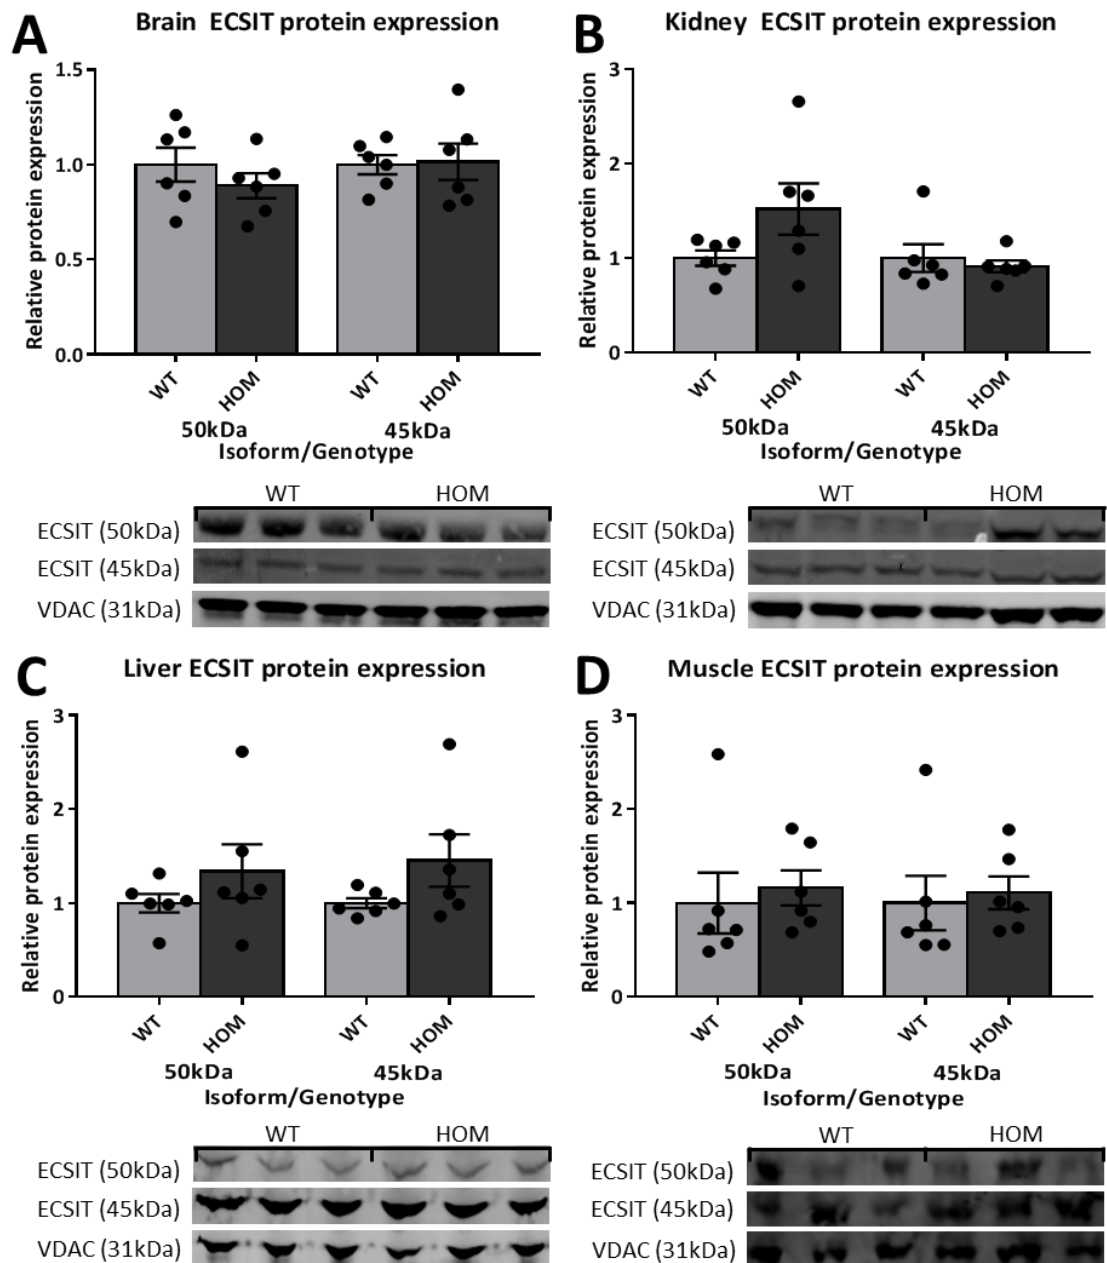 A
Brain ECSIT protein expression
Relative protein expression
1.5
1.0
0.5
0.0
WT
HOM
WT
HOM
50kDa
45kDa
Isoform/Genotype
WT
HOM
ECSIT (50kDa)
ECSIT (45kDa)
VDAC (31kDa)
B
Kidney ECSIT protein expression
Relative protein expression
3
2
1
0
WT
HOM
WT
HOM
50kDa
45kDa
Isoform/Genotype
WT
HOM
ECSIT (50kDa)
ECSIT (45kDa)
VDAC (31kDa)
C
Liver ECSIT protein expression
Relative protein expression
3
2
1
0
WT
HOM
WT
HOM
50kDa
45kDa
Isoform/Genotype
WT
HOM
ECSIT (50kDa)
ECSIT (45kDa)
VDAC (31kDa)
D
Muscle ECSIT protein expression
Relative protein expression
3
2
1
0
WT
HOM
WT
HOM
50kDa
45kDa
Isoform/Genotype
WT
HOM
ECSIT (50kDa)
ECSIT (45kDa)
VDAC (31kDa)